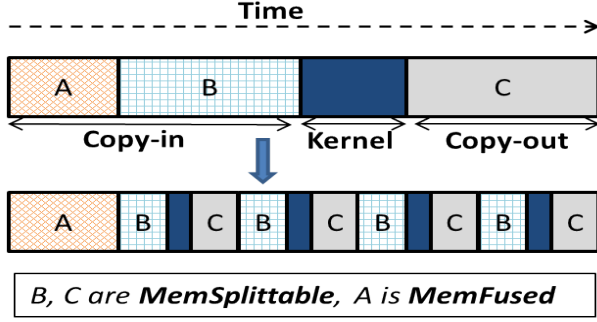 Time
A B C
Copy-in Kernel Copy-out
A B C B C B C B C
B, C are MemSplittable, A is MemFused